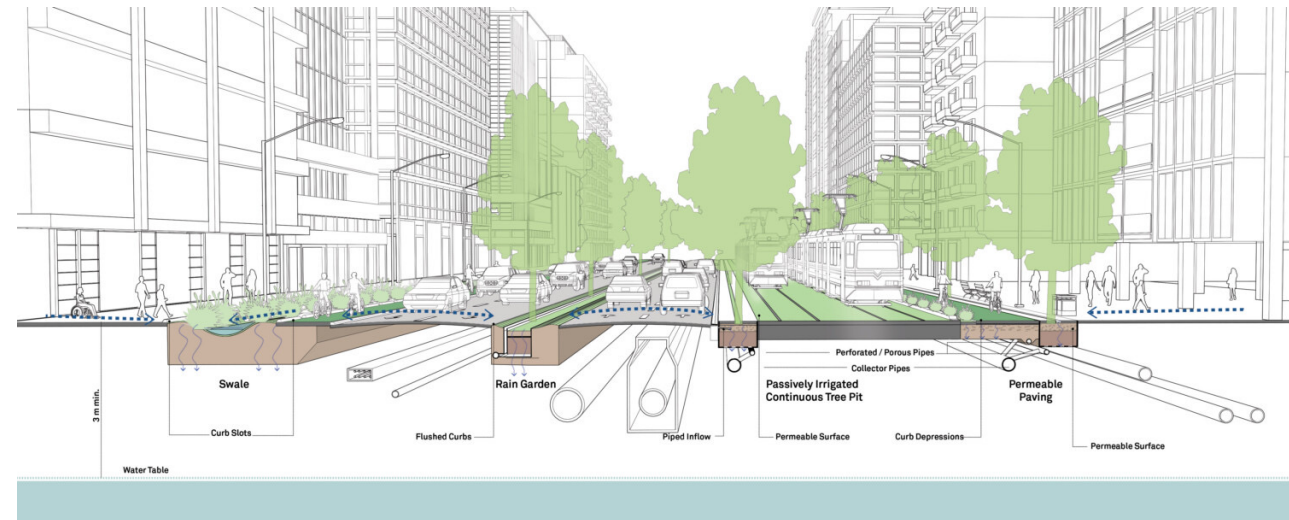 Perforated / Porous Pipes
Collector Pipes
Swale
Rain Garden
Passively Irrigated
Continuous Tree Pit
Permeable
Paving
3 m min.
Curb Slots
Flushed Curbs
Piped Inflow
Permeable Surface
Curb Depressions
Permeable Surface
Water Table